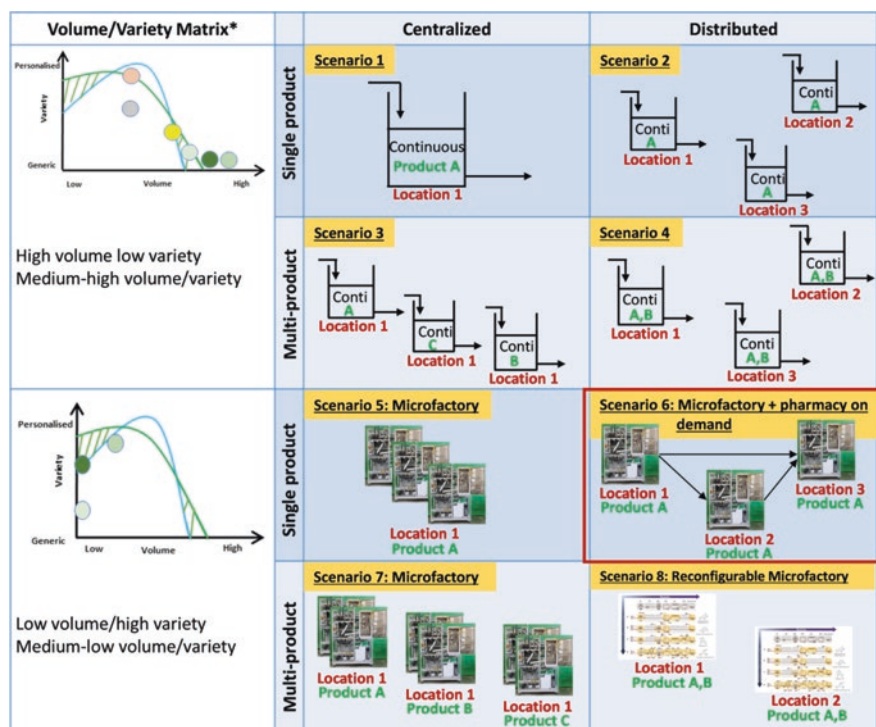 Volume/Variety Matrix*
Centralized
Distributed
Personalised
Variety
Generic
Low
Volume
High
High volume low variety
Medium-high volume/variety
Single product
Scenario 1
Continuous
Product A
Location 1
Scenario 2
Conti
A
Location 1
Conti
A
Location 2
Conti
A
Location 3
Multi-product
Scenario 3
Conti
A
Location 1
Conti
C
Location 1
Conti
B
Location 1
Scenario 4
Conti
A,B
Location 1
Conti
A,B
Location 2
Conti
A,B
Location 3
Personalised
Variety
Generic
Low
Volume
High
Low volume/high variety
Medium-low volume/variety
Single product
Scenario 5: Microfactory
Location 1
Product A
Scenario 6: Microfactory + pharmacy on
demand
Location 1
Product A
Location 2
Product A
Location 3
Product A
Multi-product
Scenario 7: Microfactory
Location 1
Product A
Location 1
Product B
Location 1
Product C
Scenario 8: Reconfigurable Microfactory
Location 1
Product A,B
Location 2
Product A,B